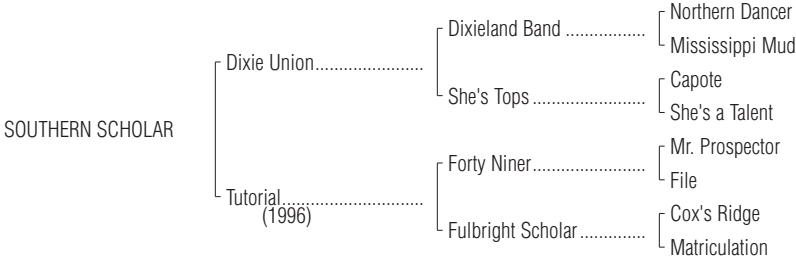 Northern Dancer
Dixieland Band ................
Mississippi Mud
Dixie Union......................
Capote
She's Tops .......................
She's a Talent
SOUTHERN SCHOLAR
Mr. Prospector
Forty Niner.......................
File
Tutorial.............................
(1996)
Cox's Ridge
Fulbright Scholar .............
Matriculation